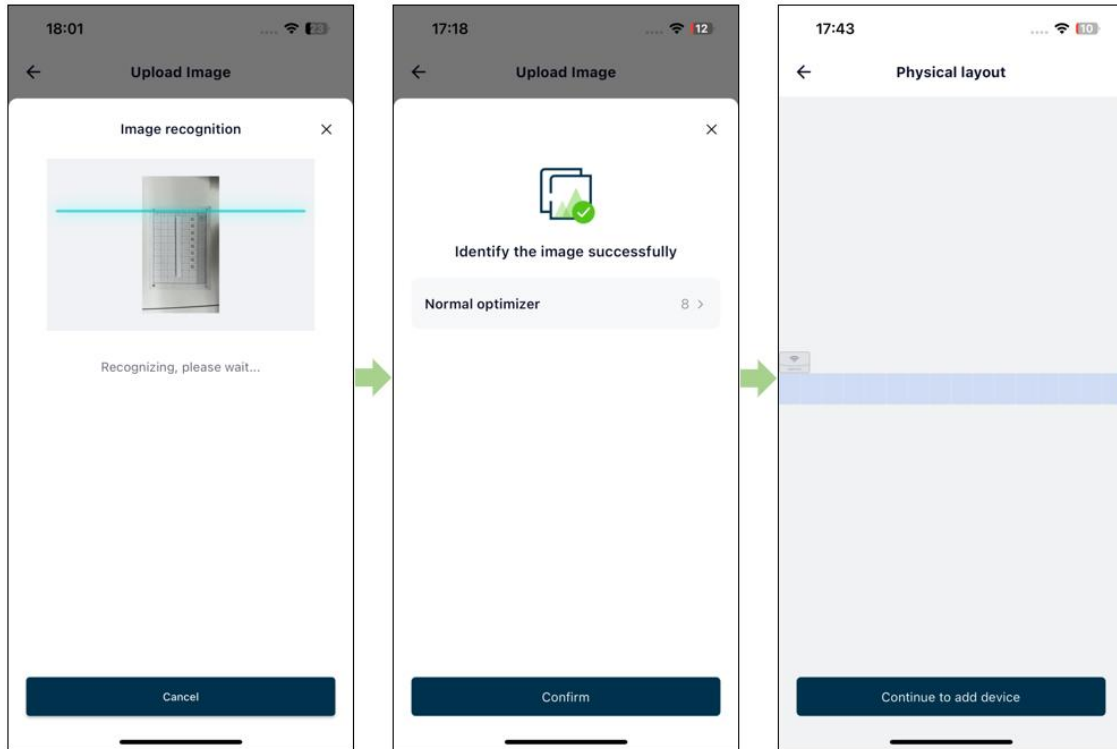 18:01
23
Upload Image
Image recognition
Recognizing, please wait...
Cancel
17:18
12
Upload Image
Identify the image successfully
Normal optimizer
8
Confirm
17:43
10
Physical layout
Continue to add device